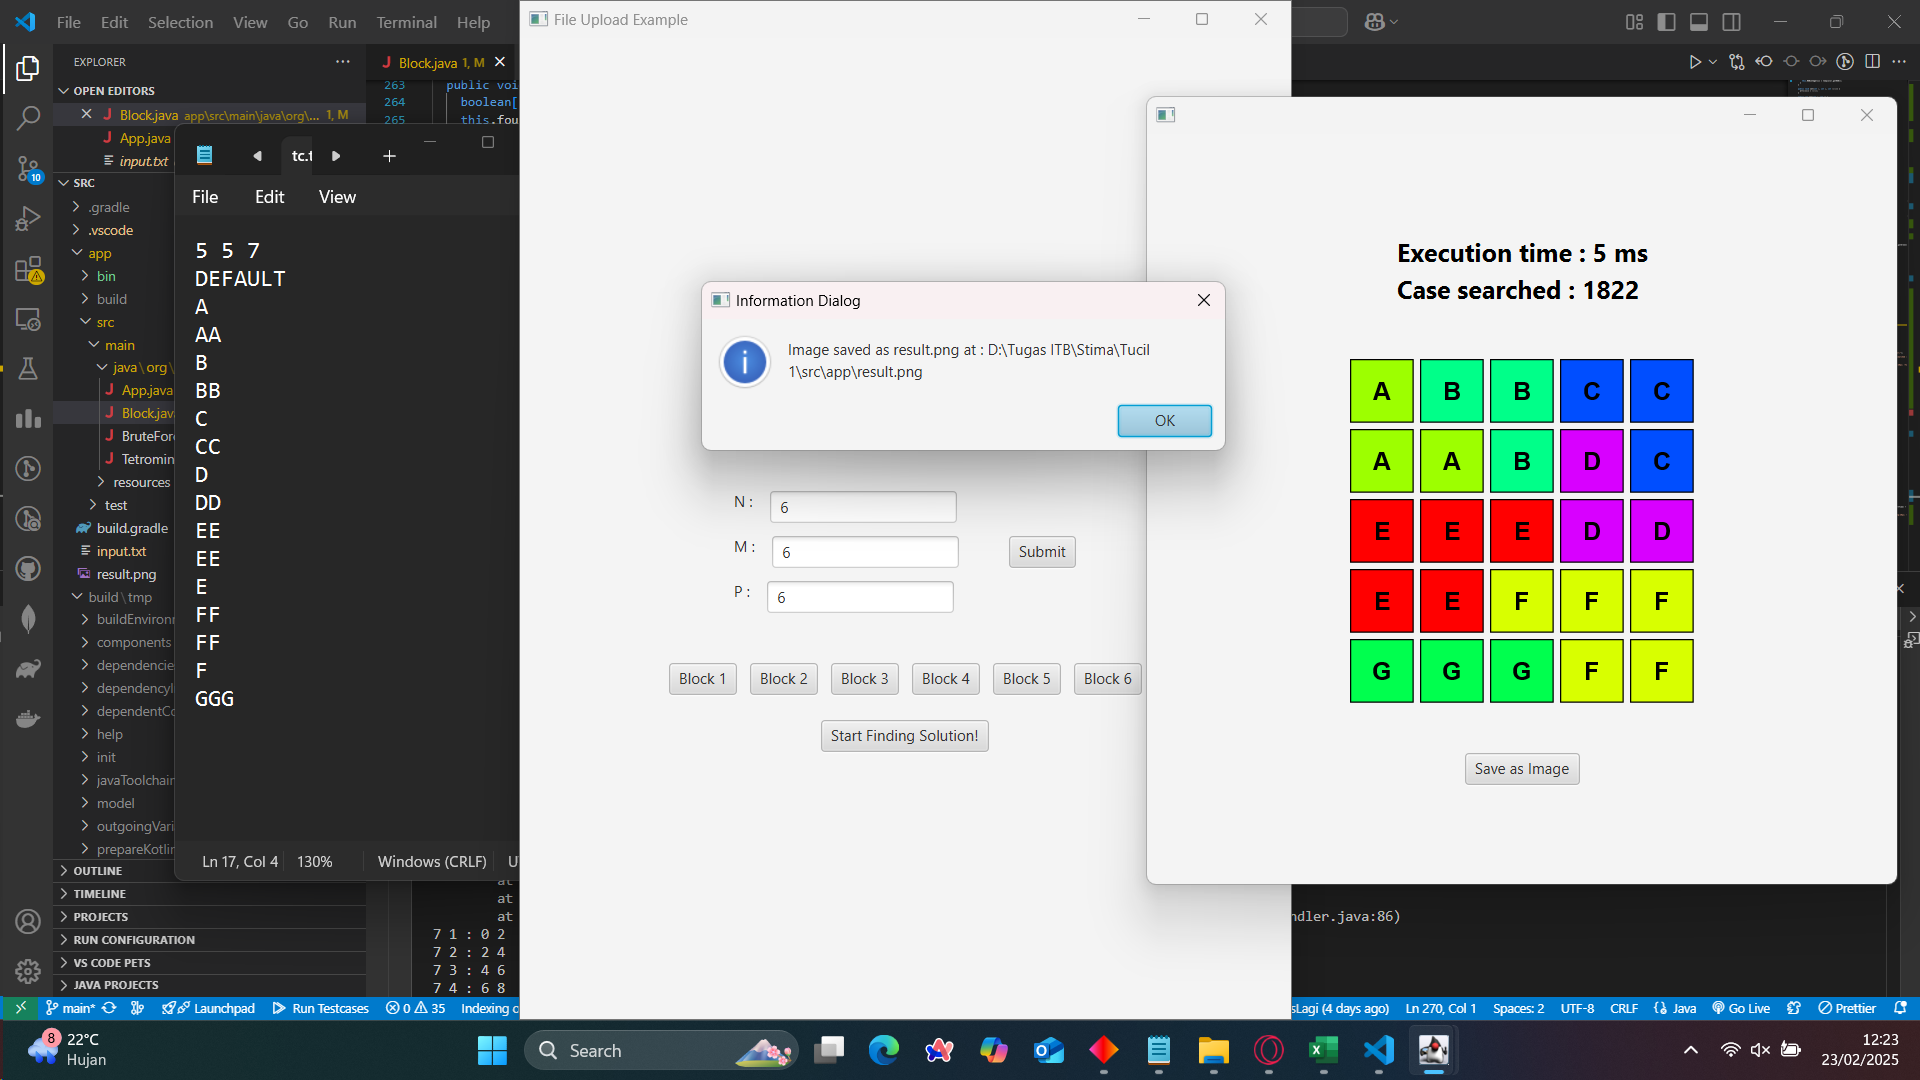 File Edit Selection View Go Run Terminal Help
EXPLORER
OPEN EDITORS
Block.java app\src\main\java\org\... 1, M
App.java
input.txt
SRC
.gradle
.vscode
app
bin
build
src
main
java\org\
App.java
Block.jav
BruteFor
Tetromin
resources
test
build.gradle
input.txt
result.png
build\tmp
buildEnviron
components
dependencie
dependencyI
dependentCo
help
init
javaToolchair
model
outgoingVari
prepareKotlin
OUTLINE
TIMELINE
PROJECTS
RUN CONFIGURATION
VS CODE PETS
JAVA PROJECTS
10
Block.java 1, M
263 public voi
264 boolean[
265 this.fou
tc.t
File Edit View
5 5 7
DEFAULT
A
AA
B
BB
C
CC
D
DD
EE
EE
E
FF
FF
F
GGG
Ln 17, Col 4 130% Windows (CRLF) U
at
at
at
7 1 : 0 2
7 2 : 2 4
7 3 : 4 6
7 4 : 6 8
ndler.java:86)
File Upload Example
Information Dialog
Image saved as result.png at : D:\Tugas ITB\Stima\Tucil
1\src\app\result.png
OK
N : 6
M : 6
Submit
P : 6
Block 1 Block 2 Block 3 Block 4 Block 5 Block 6
Start Finding Solution!
Execution time : 5 ms
Case searched : 1822
A B B C C
A A B D C
E E E D D
E E F F F
G G G F F
Save as Image
main* Launchpad Run Testcases 0 35 Indexing o
sLagi (4 days ago) Ln 270, Col 1 Spaces: 2 UTF-8 CRLF {} Java Go Live Prettier
8
22°C
Hujan
Search
12:23
23/02/2025